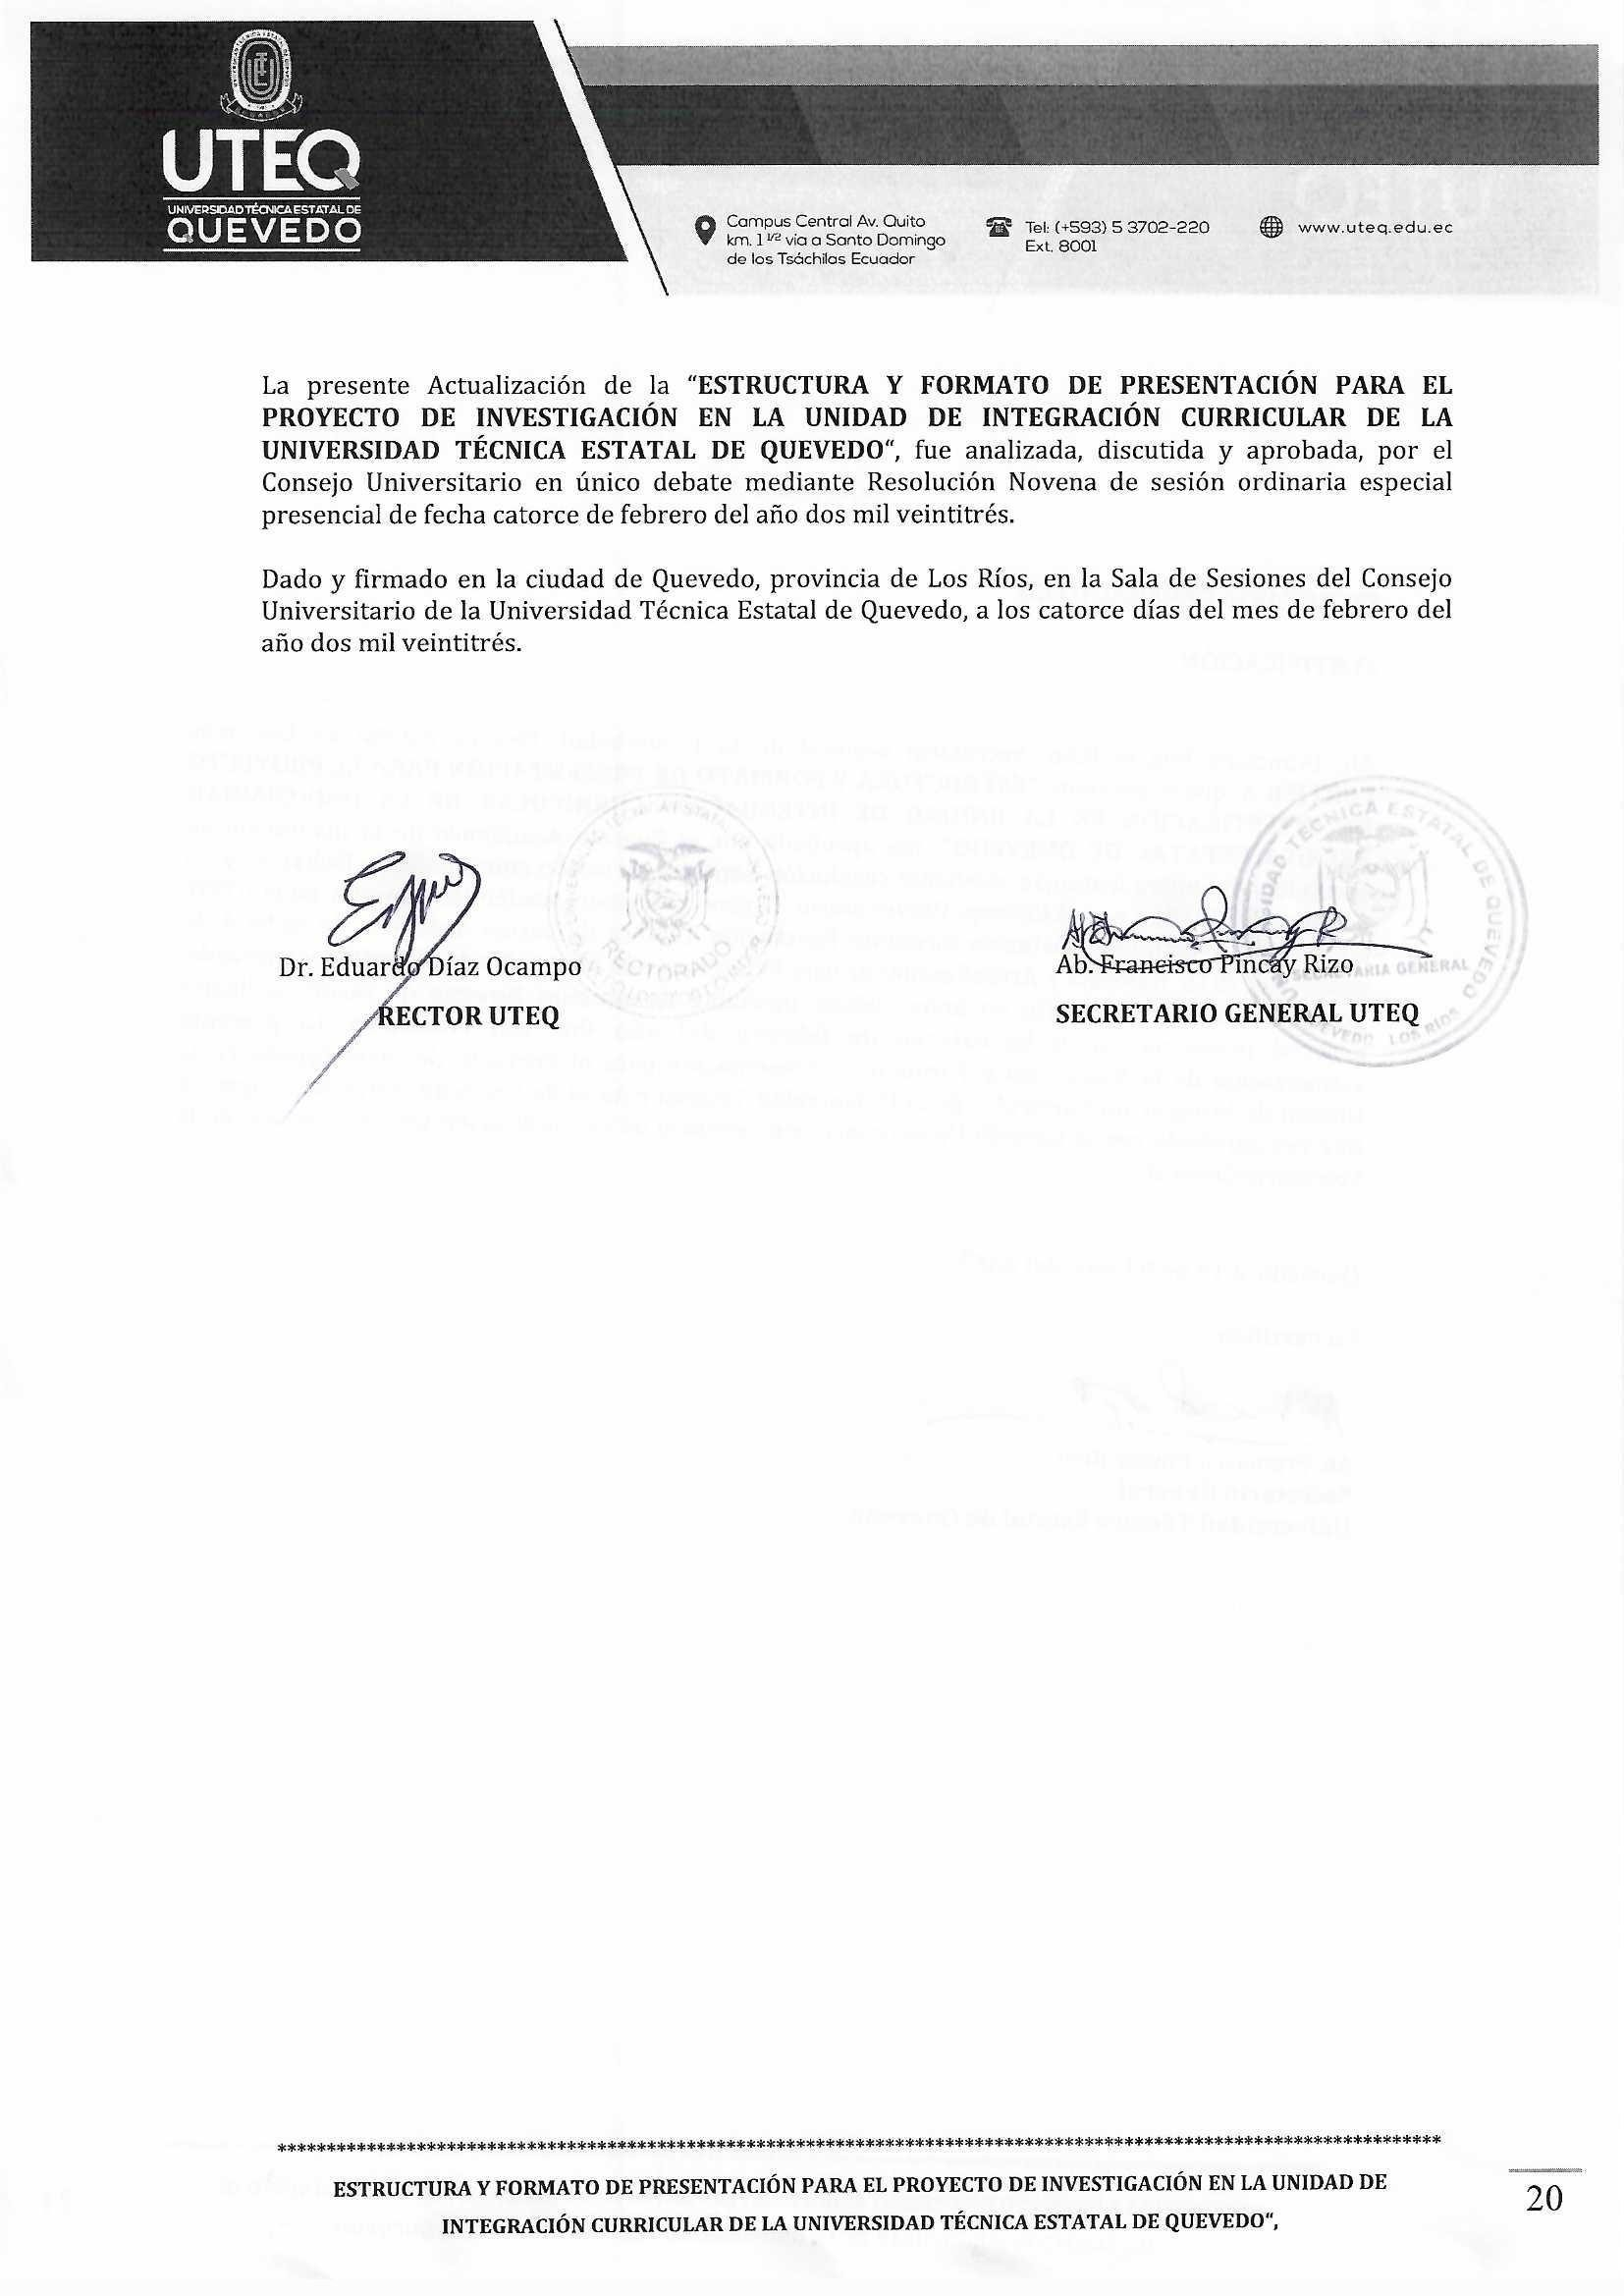 UTEQ
UNIVERSIDAD TÉCNICA ESTATAL DE
QUEVEDO
Campus Central Av. Quito
km. 1 1/2 vía a Santo Domingo
de los Tsáchilas Ecuador
Tel: (+593) 5 3702-220
Ext. 8001
www.uteq.edu.ec
La presente Actualización de la “ESTRUCTURA Y FORMATO DE PRESENTACIÓN PARA EL
PROYECTO DE INVESTIGACIÓN EN LA UNIDAD DE INTEGRACIÓN CURRICULAR DE LA
UNIVERSIDAD TÉCNICA ESTATAL DE QUEVEDO“, fue analizada, discutida y aprobada, por el
Consejo Universitario en único debate mediante Resolución Novena de sesión ordinaria especial
presencial de fecha catorce de febrero del año dos mil veintitrés.
Dado y firmado en la ciudad de Quevedo, provincia de Los Ríos, en la Sala de Sesiones del Consejo
Universitario de la Universidad Técnica Estatal de Quevedo, a los catorce días del mes de febrero del
año dos mil veintitrés.
RECTORADO
TÉCNICA ESTATAL DE QUEVEDO
SECRETARIA GENERAL
QUEVEDO LOS RIOS
Dr. Eduardo Díaz Ocampo
RECTOR UTEQ
Ab. Francisco Pincay Rizo
SECRETARIO GENERAL UTEQ
ESTRUCTURA Y FORMATO DE PRESENTACIÓN PARA EL PROYECTO DE INVESTIGACIÓN EN LA UNIDAD DE
INTEGRACIÓN CURRICULAR DE LA UNIVERSIDAD TÉCNICA ESTATAL DE QUEVEDO“,
20